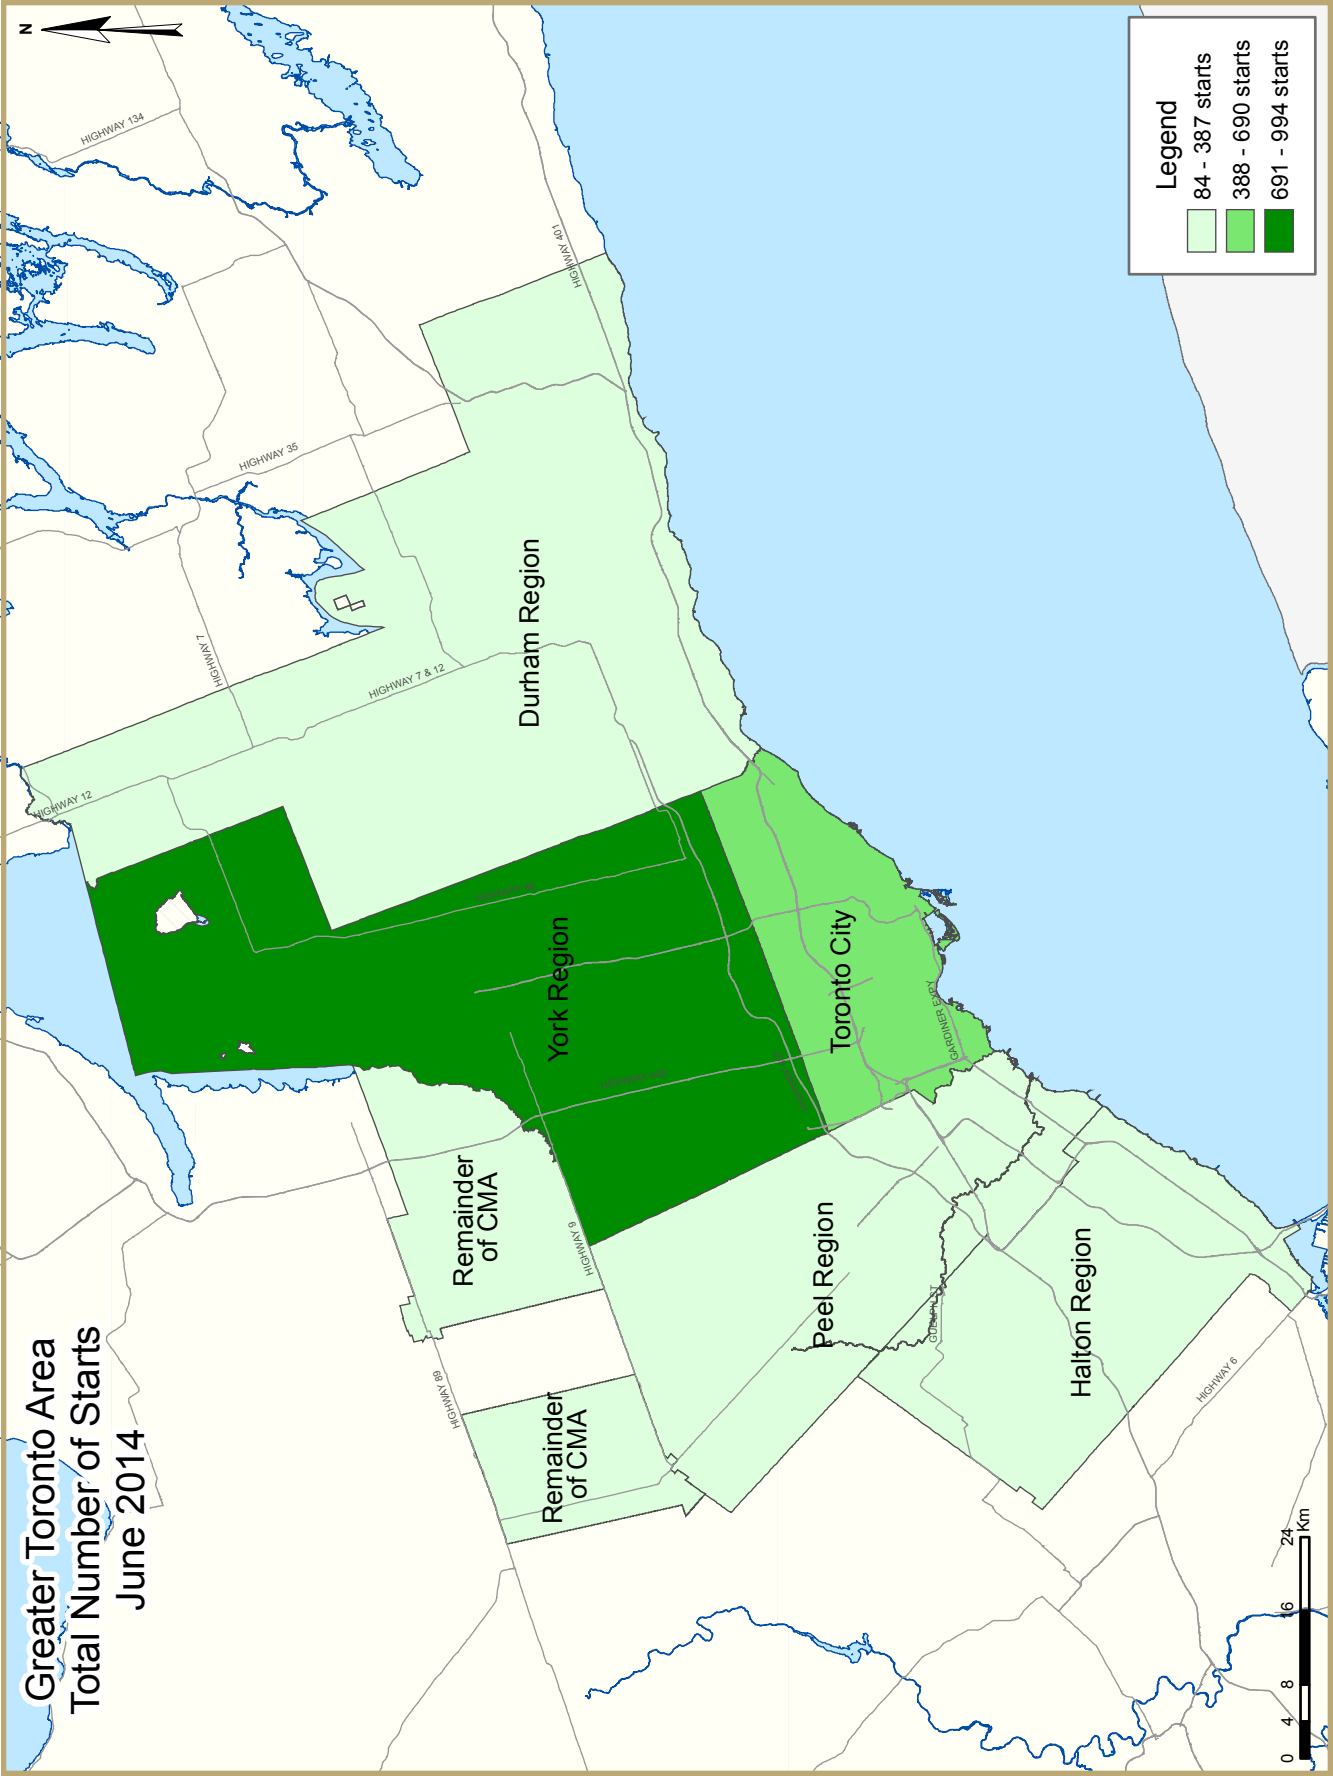 Greater Toronto Area
Total Number of Starts
June 2014
N
HIGHWAY 134
HIGHWAY 401
HIGHWAY 35
HIGHWAY 7
HIGHWAY 7 & 12
HIGHWAY 12
Durham Region
York Region
Toronto City
GARDINER EXPY
Remainder
of CMA
HIGHWAY 9
HIGHWAY 89
Remainder
of CMA
Peel Region
Halton Region
HIGHWAY 6
Legend
84 - 387 starts
388 - 690 starts
691 - 994 starts
0 4 8 16 24
Km